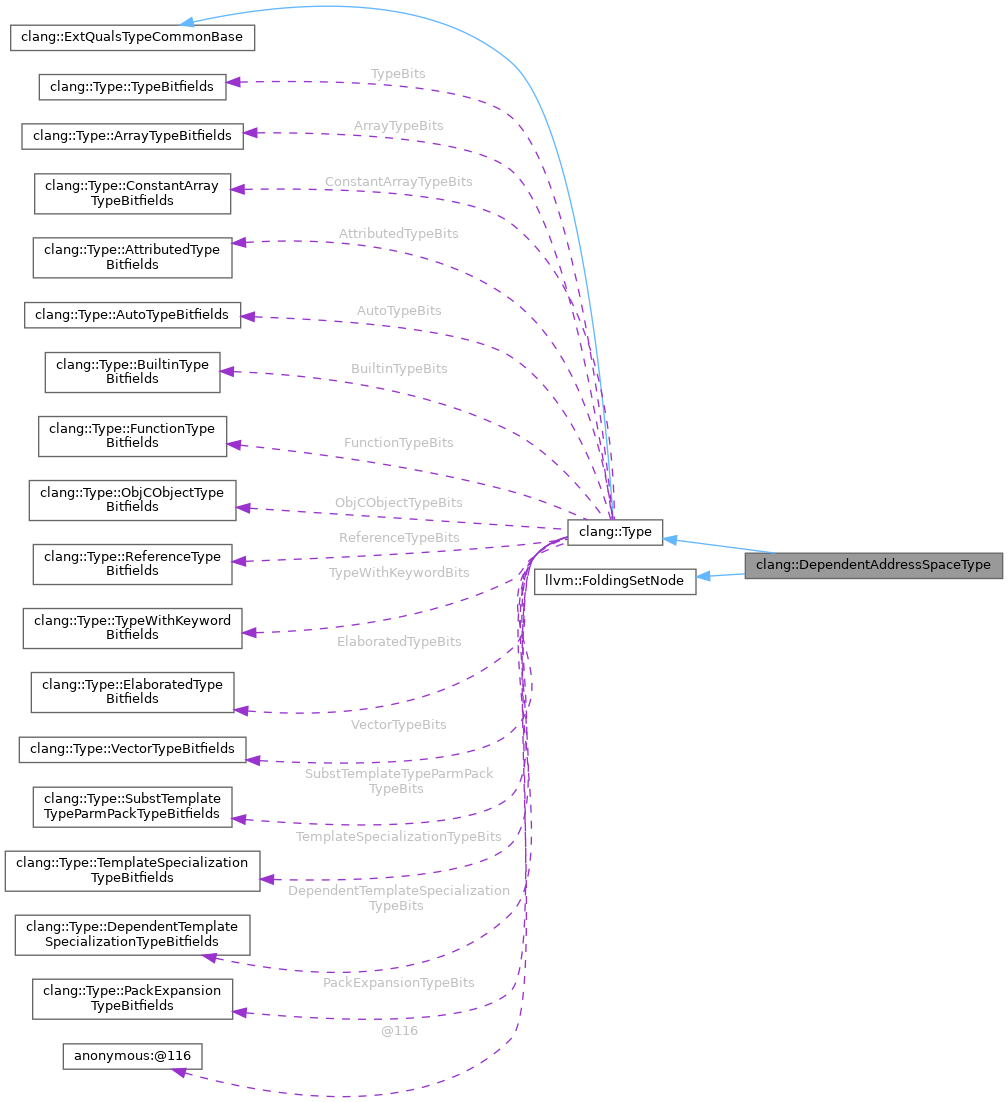 clang::ExtQualsTypeCommonBase
TypeBits
clang::Type::TypeBitfields
ArrayTypeBits
clang::Type::ArrayTypeBitfields
ConstantArrayTypeBits
clang::Type::ConstantArray
TypeBitfields
AttributedTypeBits
clang::Type::AttributedType
Bitfields
AutoTypeBits
clang::Type::AutoTypeBitfields
BuiltinTypeBits
clang::Type::BuiltinType
Bitfields
FunctionTypeBits
clang::Type::FunctionType
Bitfields
ObjCObjectTypeBits
clang::Type::ObjCObjectType
Bitfields
clang::Type
ReferenceTypeBits
clang::Type::ReferenceType
Bitfields
clang::DependentAddressSpaceType
TypeWithKeywordBits
llvm::FoldingSetNode
clang::Type::TypeWithKeyword
Bitfields
ElaboratedTypeBits
clang::Type::ElaboratedType
Bitfields
VectorTypeBits
clang::Type::VectorTypeBitfields
SubstTemplateTypeParmPack
TypeBits
clang::Type::SubstTemplate
TypeParmPackTypeBitfields
TemplateSpecializationTypeBits
clang::Type::TemplateSpecialization
TypeBitfields
DependentTemplateSpecialization
TypeBits
clang::Type::DependentTemplate
SpecializationTypeBitfields
PackExpansionTypeBits
clang::Type::PackExpansion
TypeBitfields
@116
anonymous:@116